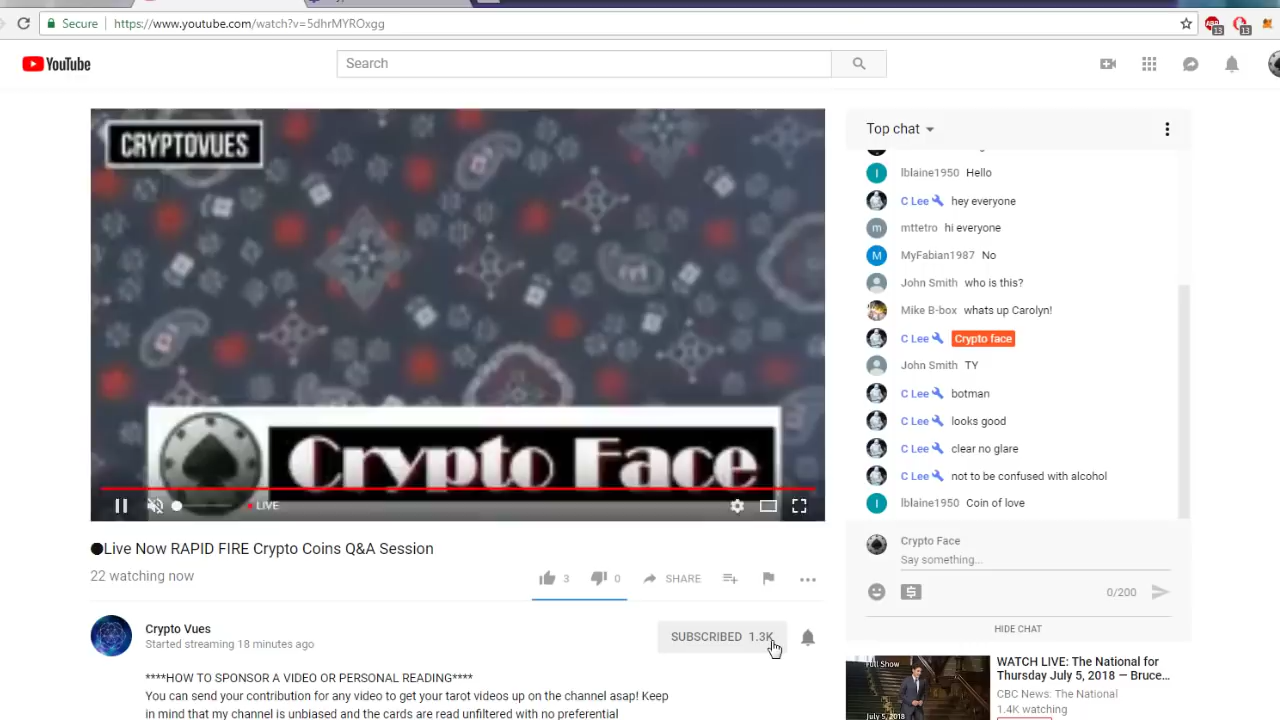 Secure
https://www.youtube.com/watch?v=5dhrMYROxgg
13
13
YouTube
Search
CRYPTOVUES
Crypto Face
LIVE
●Live Now RAPID FIRE Crypto Coins Q&A Session
22 watching now
3
0
SHARE
Crypto Vues
Started streaming 18 minutes ago
SUBSCRIBED 1.3K
****HOW TO SPONSOR A VIDEO OR PERSONAL READING****
You can send your contribution for any video to get your tarot videos up on the channel asap! Keep
in mind that my channel is unbiased and the cards are read unfiltered with no preferential
Top chat
lblaine1950 Hello
C Lee hey everyone
m mttetro hi everyone
M MyFabian1987 No
John Smith who is this?
Mike B-box whats up Carolyn!
C Lee Crypto face
John Smith TY
C Lee botman
C Lee looks good
C Lee clear no glare
C Lee not to be confused with alcohol
lblaine1950 Coin of love
Crypto Face
Say something...
0/200
HIDE CHAT
Full Show
July 5, 2018
WATCH LIVE: The National for
Thursday July 5, 2018 — Bruce...
CBC News: The National
1.4K watching